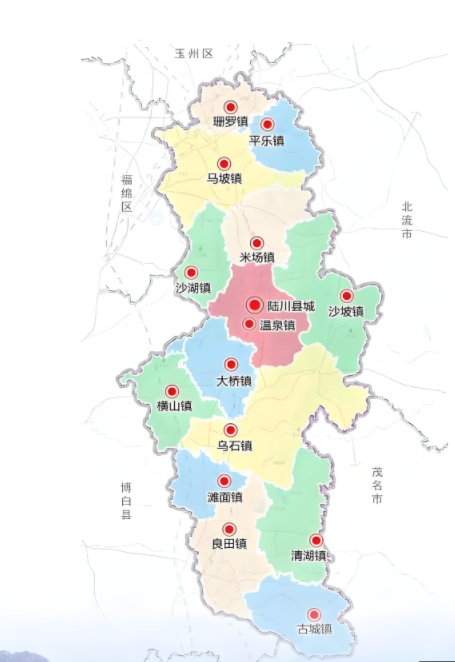 玉州区
珊罗镇
平乐镇
马坡镇
福绵区
北流市
米场镇
沙湖镇
陆川县城
沙坡镇
温泉镇
大桥镇
横山镇
乌石镇
滩面镇
茂名市
博白县
良田镇
清湖镇
古城镇